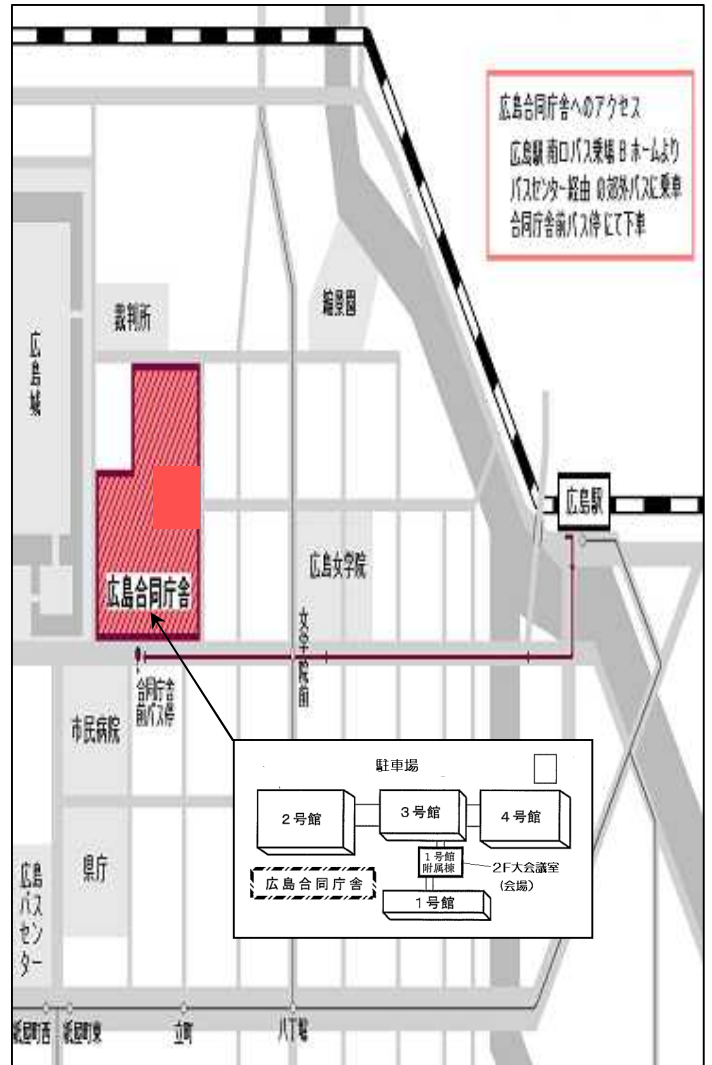 広島合同庁舎へのアクセス
広島駅 南口バス乗場 B ホームより
バスセンター経由 の郊外バスに乗車
合同庁舎前バス停 にて下車
裁判所
縮景園
広島城
広島駅
広島女学院
広島合同庁舎
女学院前
合同庁舎
前バス停
市民病院
駐車場
2号館
3号館
4号館
1号館
附属棟
2F大会議室
(会場)
広島合同庁舎
1号館
県庁
広島バスセンター
紙屋町西
紙屋町東
立町
八丁堀